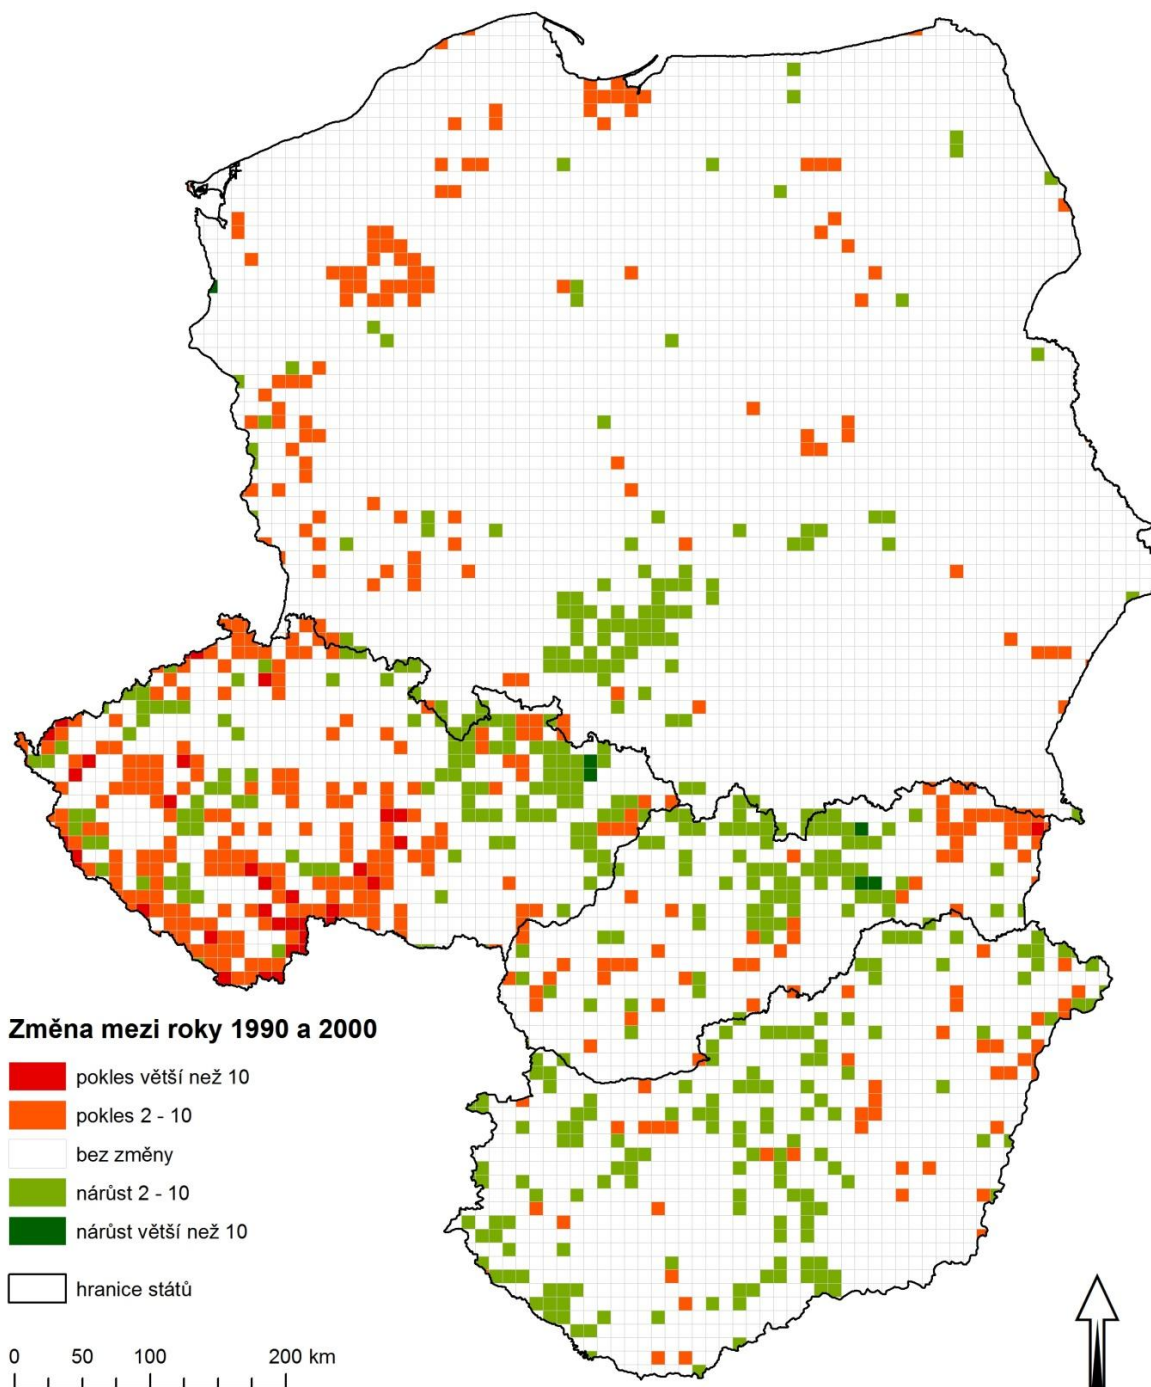 Změna mezi roky 1990 a 2000
pokles větší než 10
pokles 2 - 10
bez změny
nárůst 2 - 10
nárůst větší než 10
hranice států
0 50 100 200 km